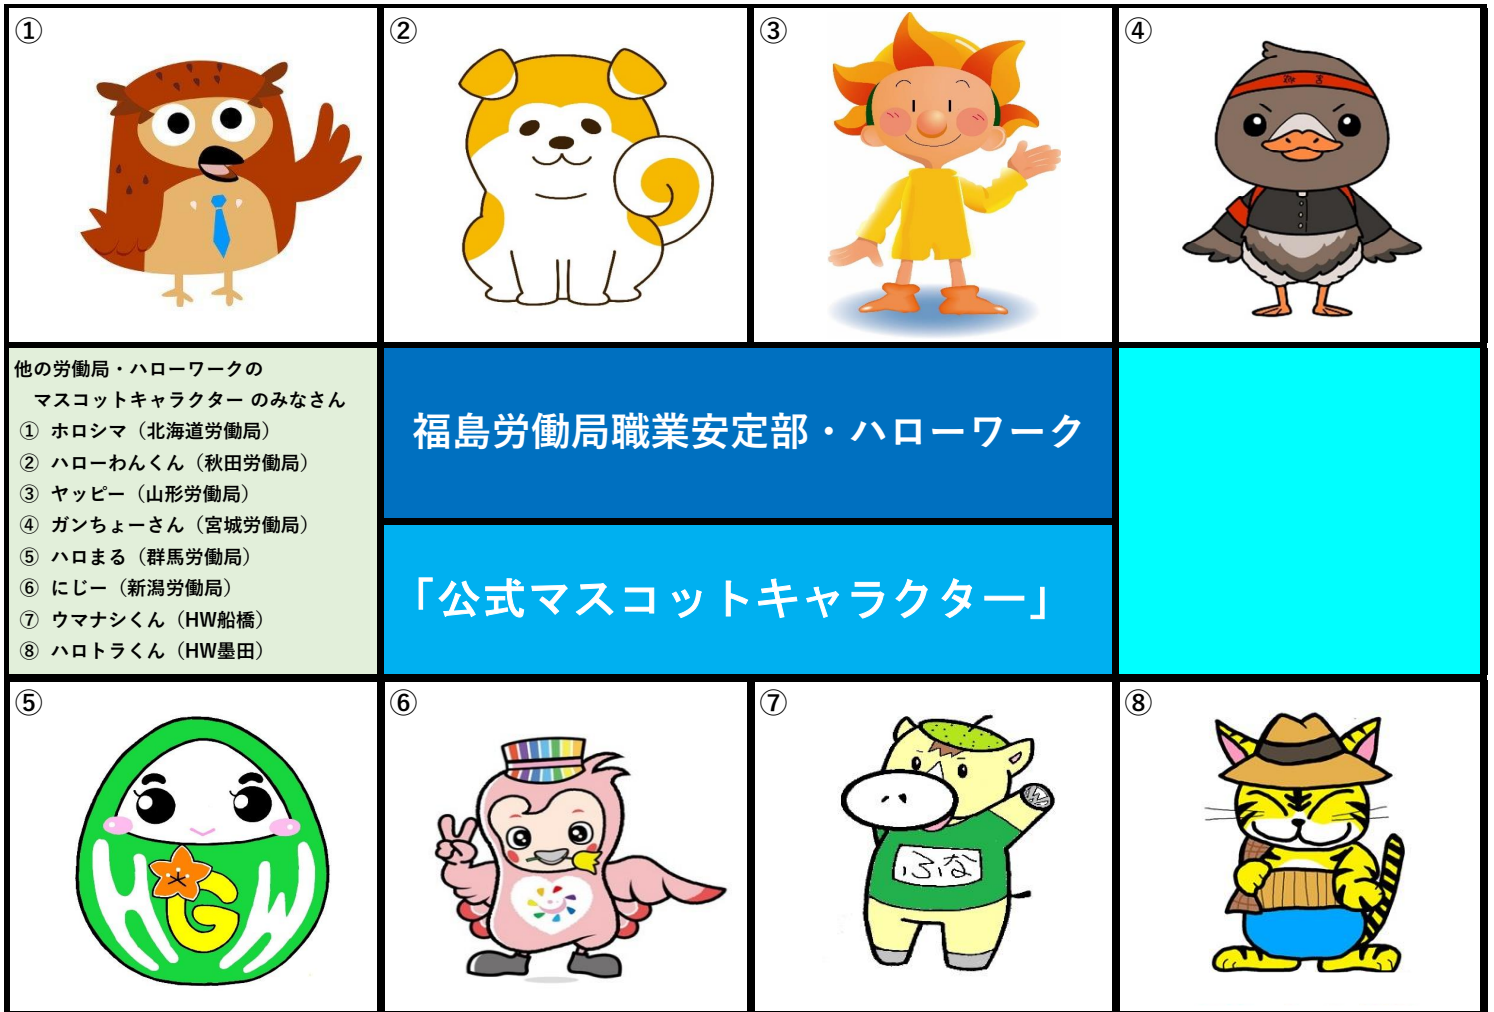 ①
②
③
④
他の労働局・ハローワークの
マスコットキャラクター のみなさん
① ホロシマ（北海道労働局）
② ハローわんくん（秋田労働局）
③ ヤッピー（山形労働局）
④ ガンちょーさん（宮城労働局）
⑤ ハロまる（群馬労働局）
⑥ にじー（新潟労働局）
⑦ ウマナシくん（HW船橋）
⑧ ハロトラくん（HW墨田）
福島労働局職業安定部・ハローワーク
「公式マスコットキャラクター」
⑤
⑥
⑦
⑧
H G W
ふな
W